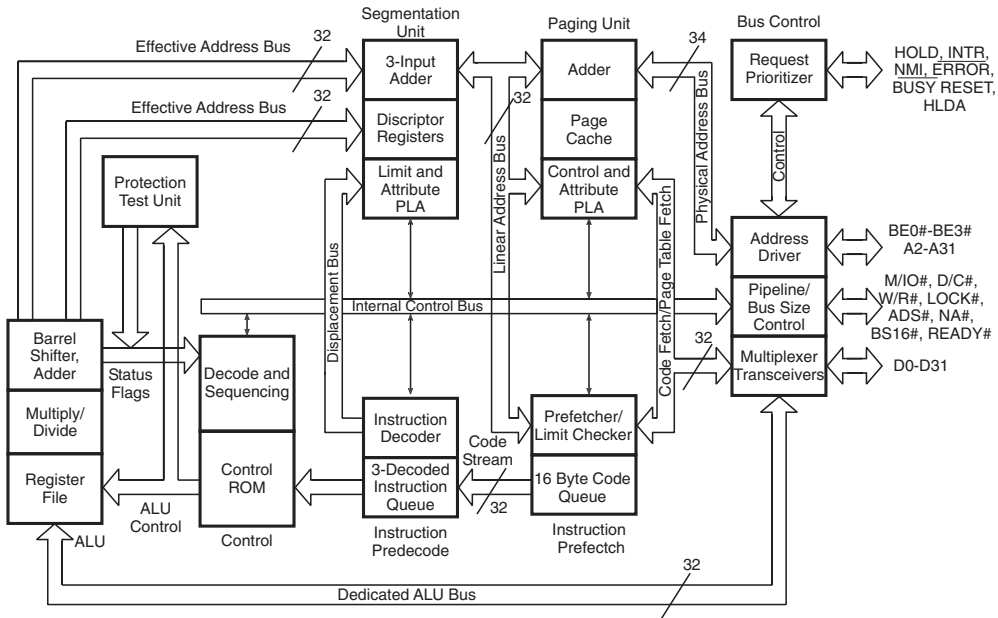 Segmentation
Unit
Paging Unit
Bus Control
Effective Address Bus
32
3-Input
Adder
32
Adder
34
Request
Prioritizer
HOLD, INTR,
NMI, ERROR,
BUSY RESET,
HLDA
Effective Address Bus
32
Discriptor
Registers
Page
Cache
Limit and
Attribute
PLA
Control and
Attribute
PLA
Protection
Test Unit
Linear Address Bus
Physical Address Bus
Control
Displacement Bus
Code Fetch/Page Table Fetch
Address
Driver
BE0#-BE3#
A2-A31
Internal Control Bus
Pipeline/
Bus Size
Control
M/IO#, D/C#,
W/R#, LOCK#,
ADS#, NA#,
BS16#, READY#
Barrel
Shifter,
Adder
Status
Flags
Decode and
Sequencing
32
Multiplexer
Transceivers
D0-D31
Multiply/
Divide
Instruction
Decoder
Prefetcher/
Limit Checker
Code
Stream
Register
File
Control
ROM
3-Decoded
Instruction
Queue
32
16 Byte Code
Queue
ALU
Control
ALU
Control
Instruction
Predecode
Instruction
Prefectch
32
Dedicated ALU Bus